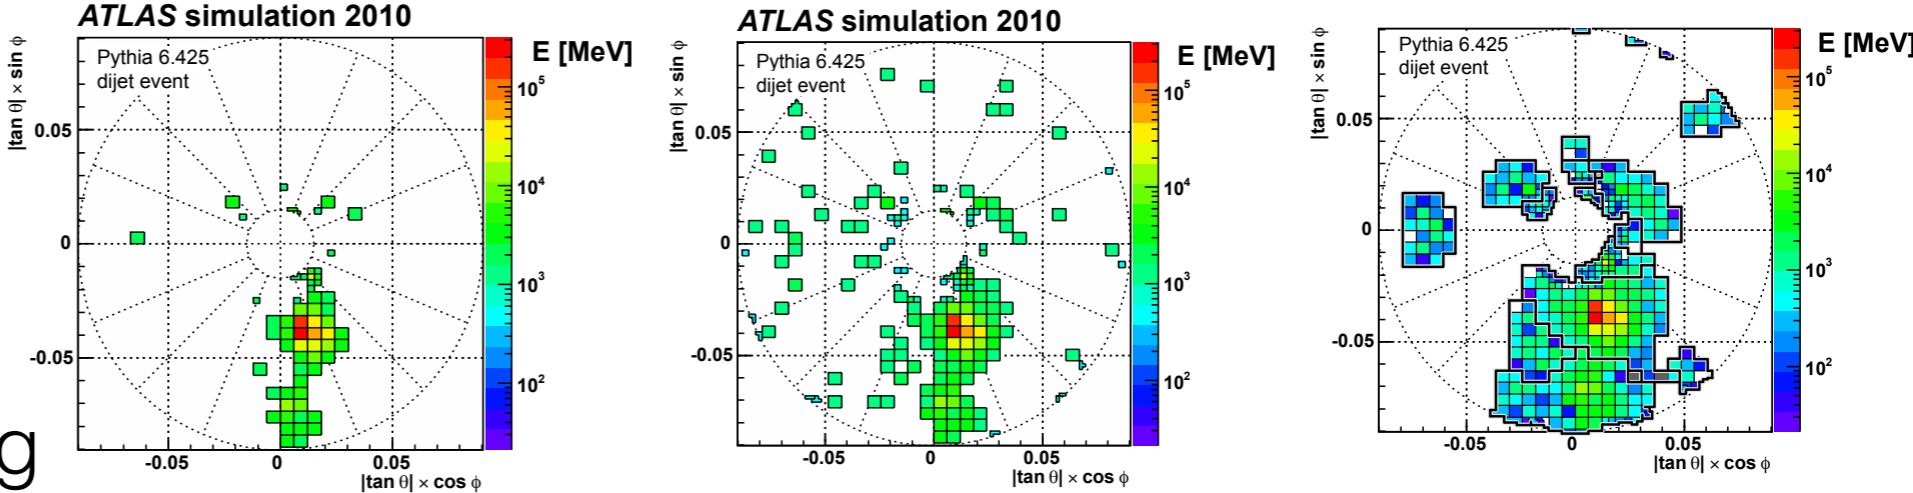 ATLAS simulation 2010
Pythia 6.425
dijet event
E [MeV]
10^5
10^4
10^3
10^2
|tan θ| × sin ϕ
0.05
0
-0.05
-0.05
0
0.05
|tan θ| × cos ϕ
ATLAS simulation 2010
Pythia 6.425
dijet event
E [MeV]
10^5
10^4
10^3
10^2
|tan θ| × sin ϕ
0.05
0
-0.05
-0.05
0
0.05
|tan θ| × cos ϕ
Pythia 6.425
dijet event
E [MeV]
10^5
10^4
10^3
10^2
|tan θ| × sin ϕ
0.05
0
-0.05
-0.05
0
0.05
|tan θ| × cos ϕ
g